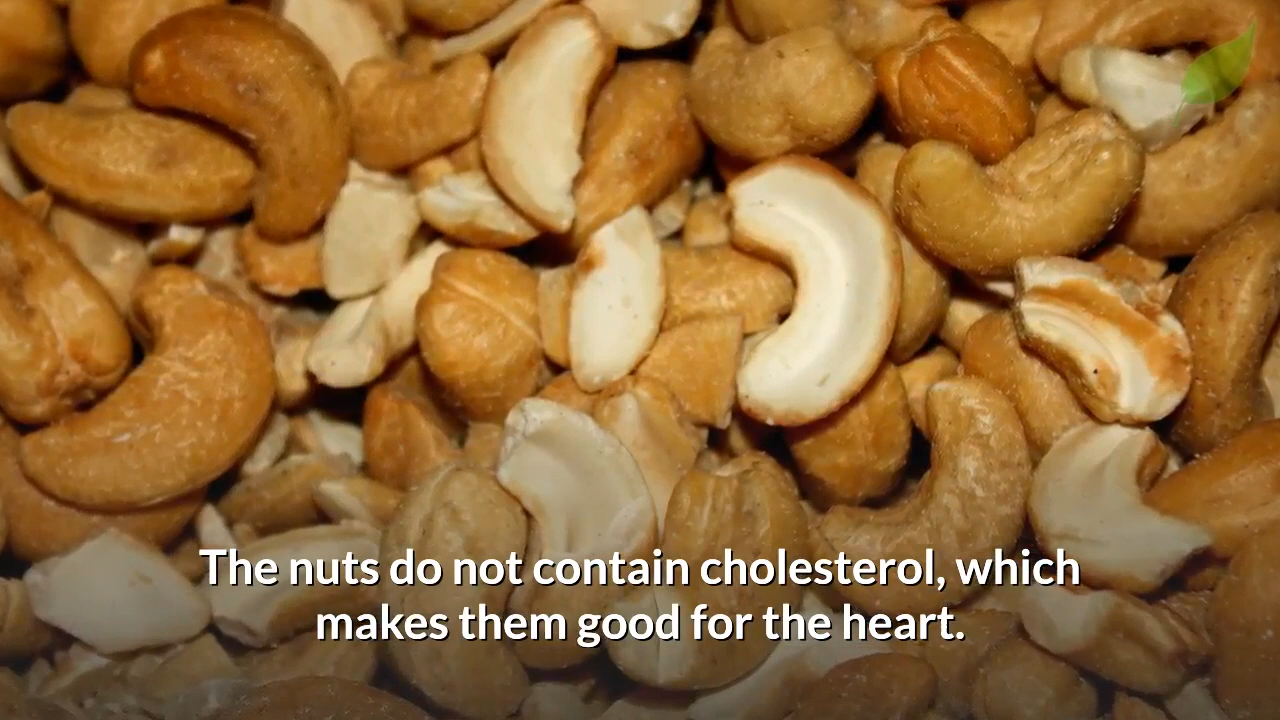 The nuts do not contain cholesterol, which
makes them good for the heart.